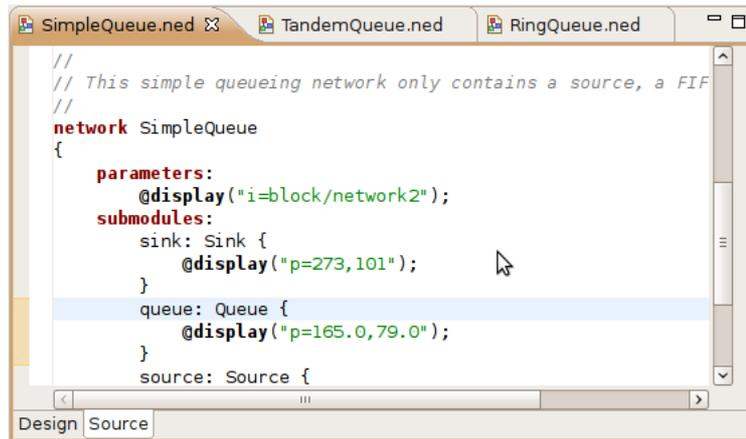 SimpleQueue.ned TandemQueue.ned RingQueue.ned
//
// This simple queueing network only contains a source, a FIF
//
network SimpleQueue
{
    parameters:
        @display("i=block/network2");
    submodules:
        sink: Sink {
            @display("p=273,101");
        }
        queue: Queue {
            @display("p=165.0,79.0");
        }
        source: Source {
Design Source